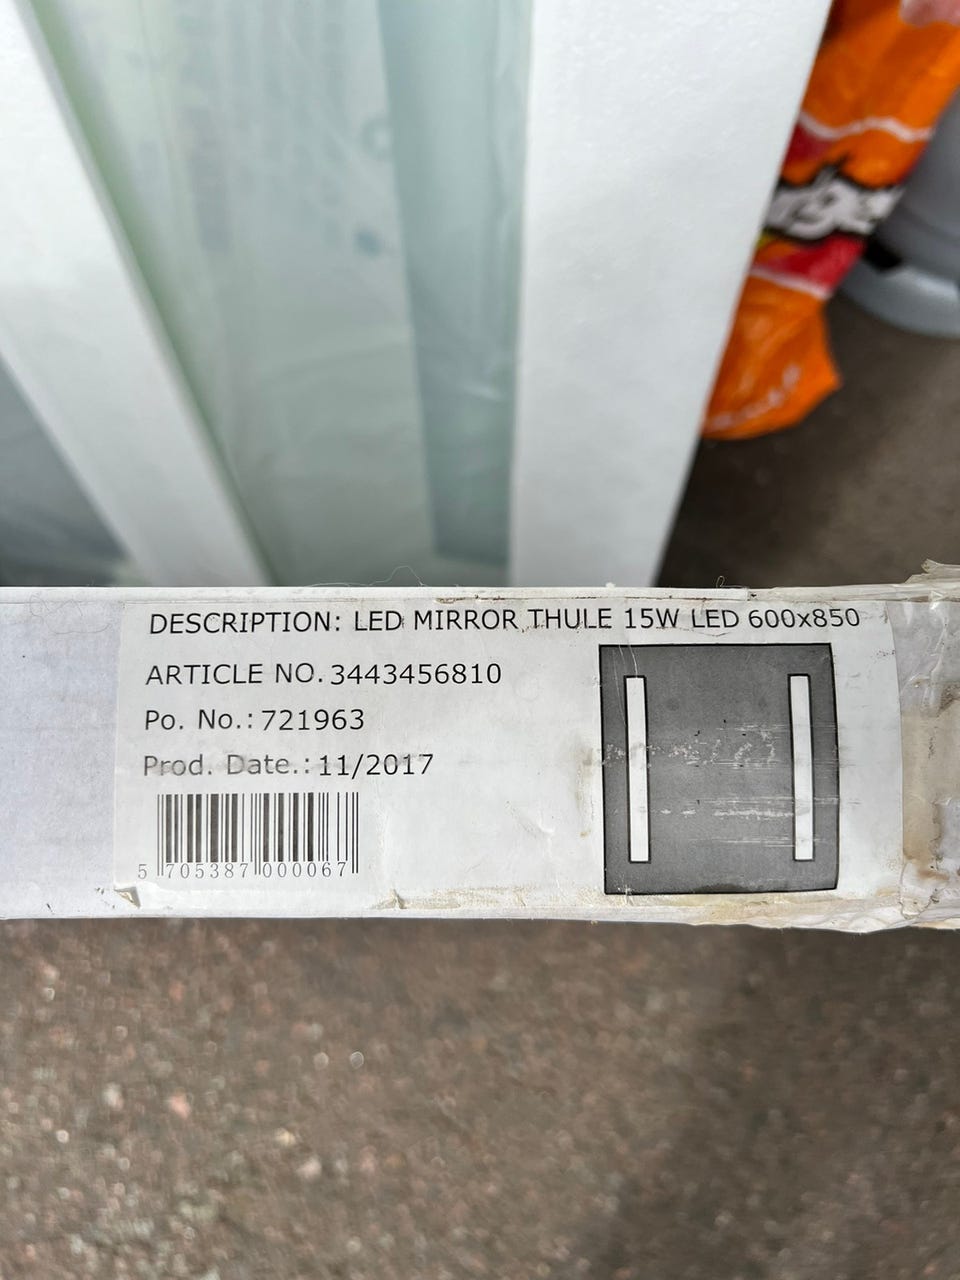 DESCRIPTION: LED MIRROR THULE 15W LED 600x850
ARTICLE NO. 3443456810
Po. No.: 721963
Prod. Date.: 11/2017
5 705387 000067